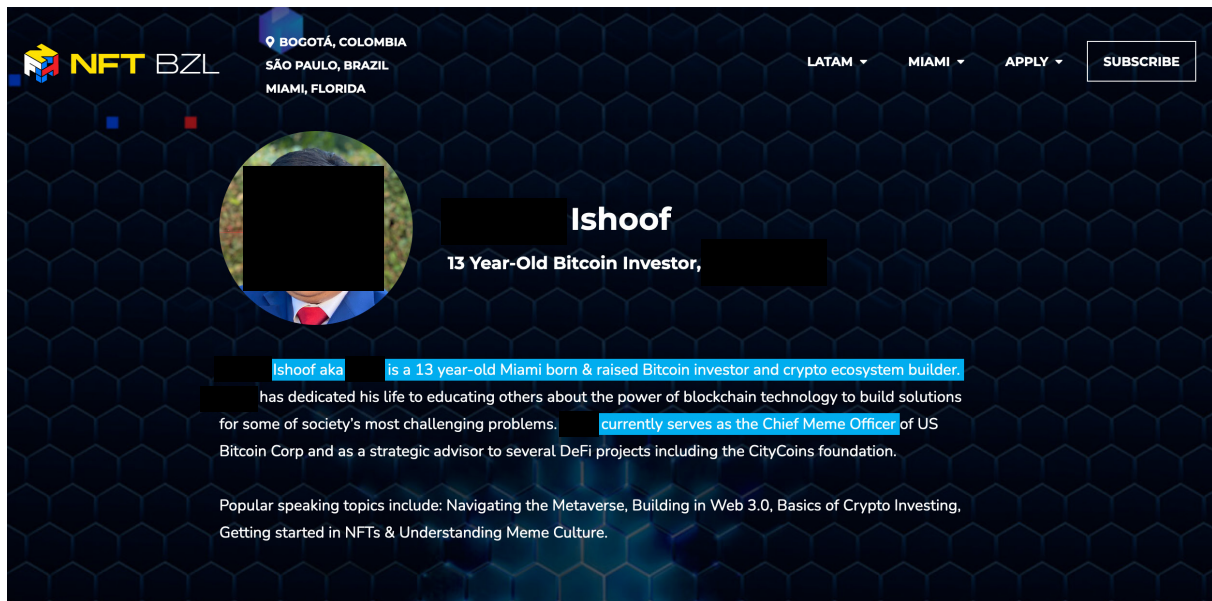 NFT BZL
BOGOTÁ, COLOMBIA
SÃO PAULO, BRAZIL
MIAMI, FLORIDA
LATAM
MIAMI
APPLY
SUBSCRIBE
Ishoof
13 Year-Old Bitcoin Investor,
Ishoof aka is a 13 year-old Miami born & raised Bitcoin investor and crypto ecosystem builder.
has dedicated his life to educating others about the power of blockchain technology to build solutions
for some of society’s most challenging problems. currently serves as the Chief Meme Officer of US
Bitcoin Corp and as a strategic advisor to several DeFi projects including the CityCoins foundation.
Popular speaking topics include: Navigating the Metaverse, Building in Web 3.0, Basics of Crypto Investing,
Getting started in NFTs & Understanding Meme Culture.